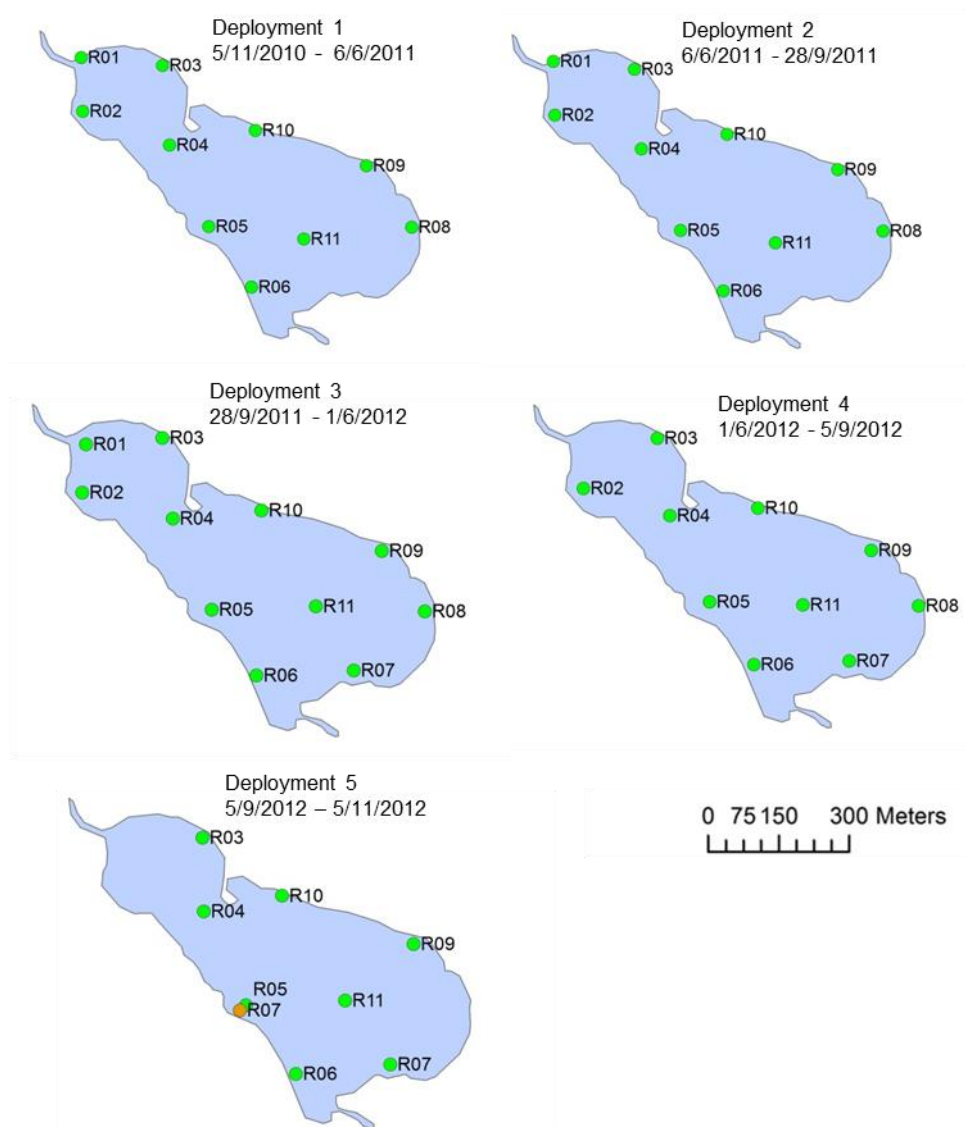 Deployment 1
5/11/2010 - 6/6/2011
R01
R03
R02
R10
R04
R09
R05
R08
R11
R06
Deployment 2
6/6/2011 - 28/9/2011
R01
R03
R02
R10
R04
R09
R05
R08
R11
R06
Deployment 3
28/9/2011 - 1/6/2012
R01
R03
R02
R10
R04
R09
R05
R11
R08
R06
R07
Deployment 4
1/6/2012 - 5/9/2012
R03
R02
R10
R04
R09
R05
R11
R08
R06
R07
Deployment 5
5/9/2012 – 5/11/2012
R03
R10
R04
R09
R05
R11
R07
R06
R07
0 75 150 300 Meters